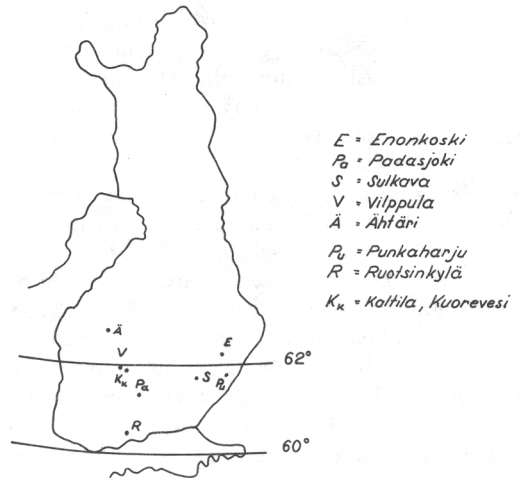 E = Enonkoski
Pa = Padasjoki
S = Sulkava
V = Vilppula
Ä = Ähtäri
Pu = Punkaharju
R = Ruotsinkylä
Kk = Koltila, Kuorevesi
Ä
V
E
62°
Kk
Pa
S
Pu
R
60°